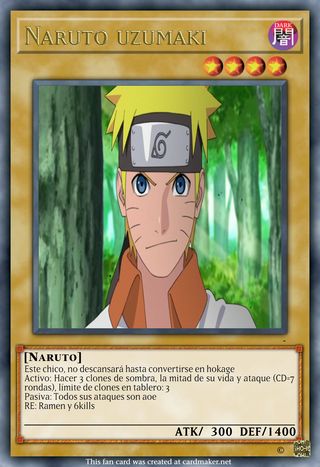 NARUTO UZUMAKI
DARK
闇
[NARUTO]
Este chico, no descansará hasta convertirse en hokage
Activo: Hacer 3 clones de sombra, la mitad de su vida y ataque (CD-7
rondas), límite de clones en tablero: 3
Pasiva: Todos sus ataques son aoe
RE: Ramen y 6kills
ATK/ 300 DEF/1400
This fan card was created at cardmaker.net